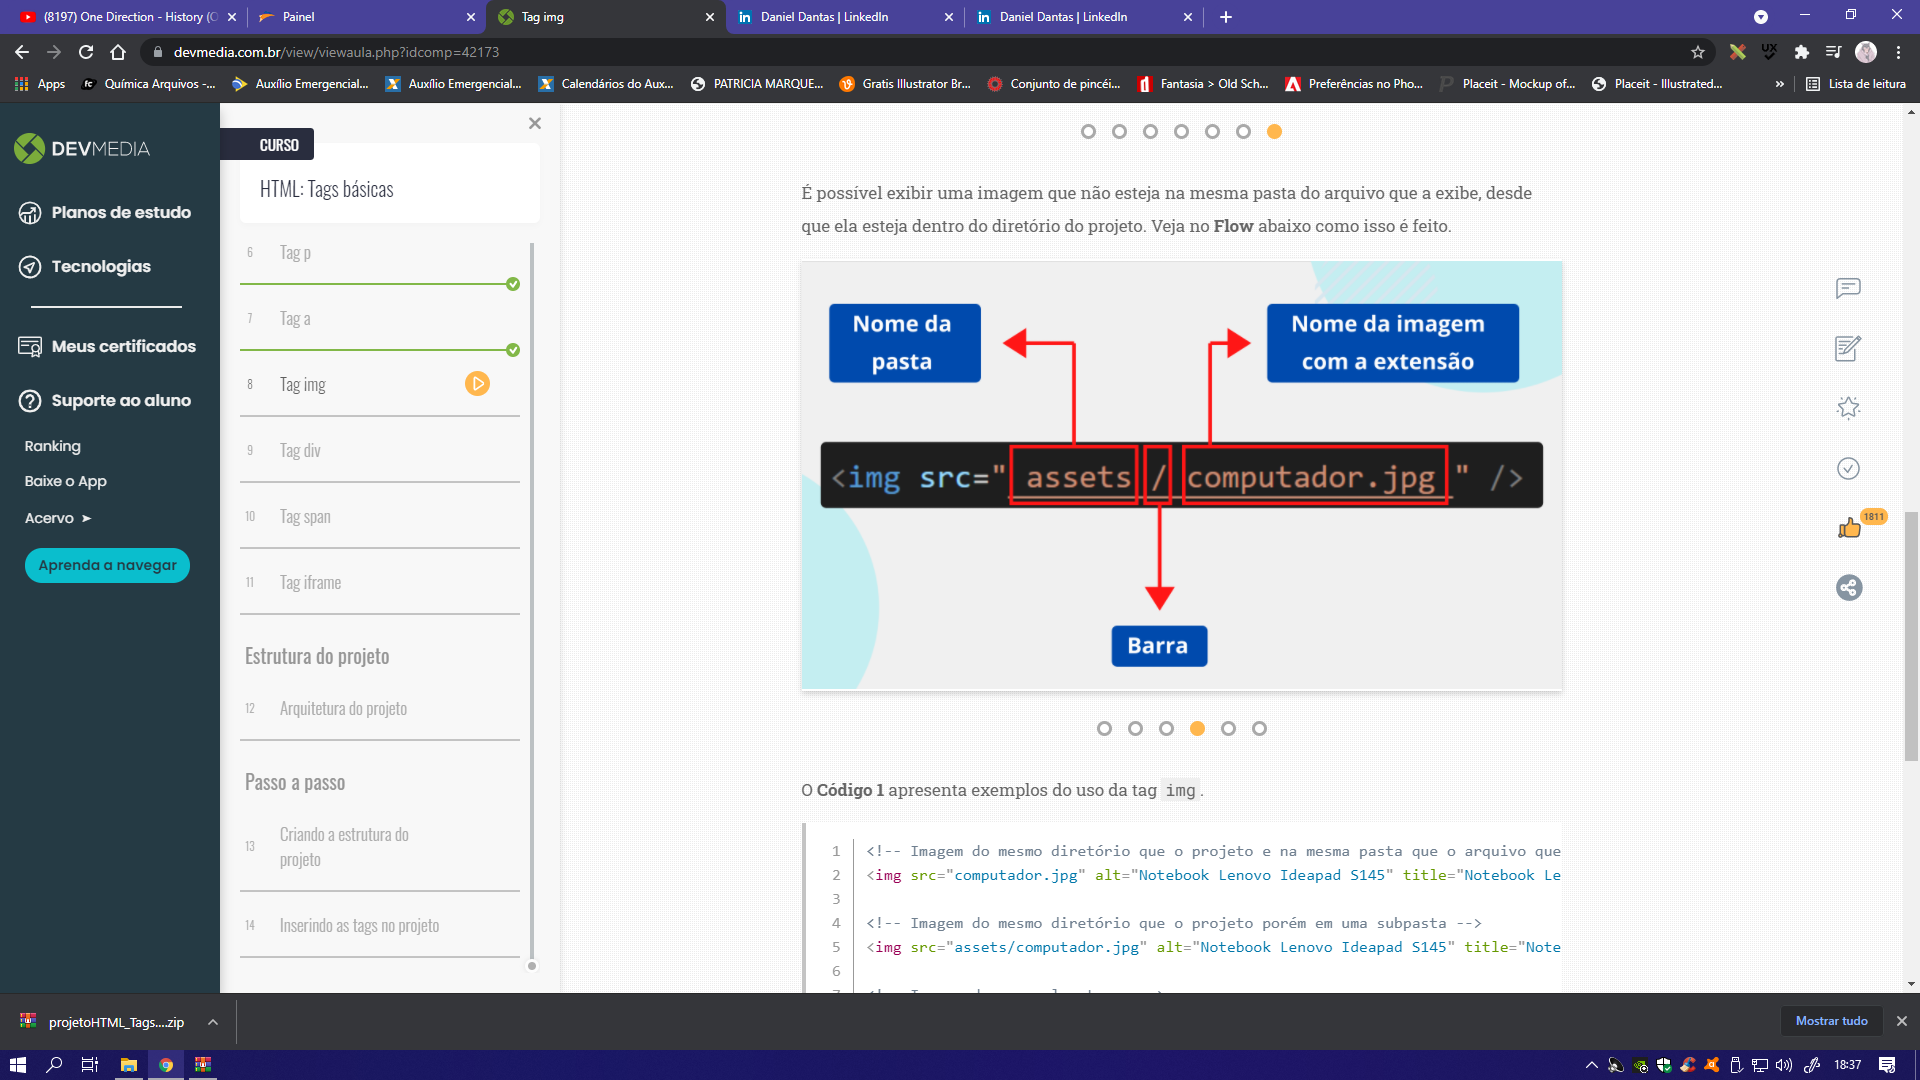 (8197) One Direction - History (O
Painel
Tag img
Daniel Dantas | LinkedIn
Daniel Dantas | LinkedIn
devmedia.com.br/view/viewaula.php?idcomp=42173
Apps
Química Arquivos -...
Auxílio Emergencial...
Auxílio Emergencial...
Calendários do Aux...
PATRICIA MARQUE...
Gratis Illustrator Br...
Conjunto de pincéi...
Fantasia > Old Sch...
Preferências no Pho...
Placeit - Mockup of...
Placeit - Illustrated...
»
Lista de leitura
DEVMEDIA
Planos de estudo
Tecnologias
Meus certificados
Suporte ao aluno
Ranking
Baixe o App
Acervo ➤
Aprenda a navegar
CURSO
HTML: Tags básicas
6 Tag p
7 Tag a
8 Tag img
9 Tag div
10 Tag span
11 Tag iframe
Estrutura do projeto
12 Arquitetura do projeto
Passo a passo
13 Criando a estrutura do
projeto
14 Inserindo as tags no projeto
É possível exibir uma imagem que não esteja na mesma pasta do arquivo que a exibe, desde
que ela esteja dentro do diretório do projeto. Veja no Flow abaixo como isso é feito.
Nome da
pasta
Nome da imagem
com a extensão
<img src=" assets / computador.jpg " />
Barra
O Código 1 apresenta exemplos do uso da tag img.
1 <!-- Imagem do mesmo diretório que o projeto e na mesma pasta que o arquivo que
2 <img src="computador.jpg" alt="Notebook Lenovo Ideapad S145" title="Notebook Le
3
4 <!-- Imagem do mesmo diretório que o projeto porém em uma subpasta -->
5 <img src="assets/computador.jpg" alt="Notebook Lenovo Ideapad S145" title="Note
6
1811
projetoHTML_Tags....zip
Mostrar tudo
18:37